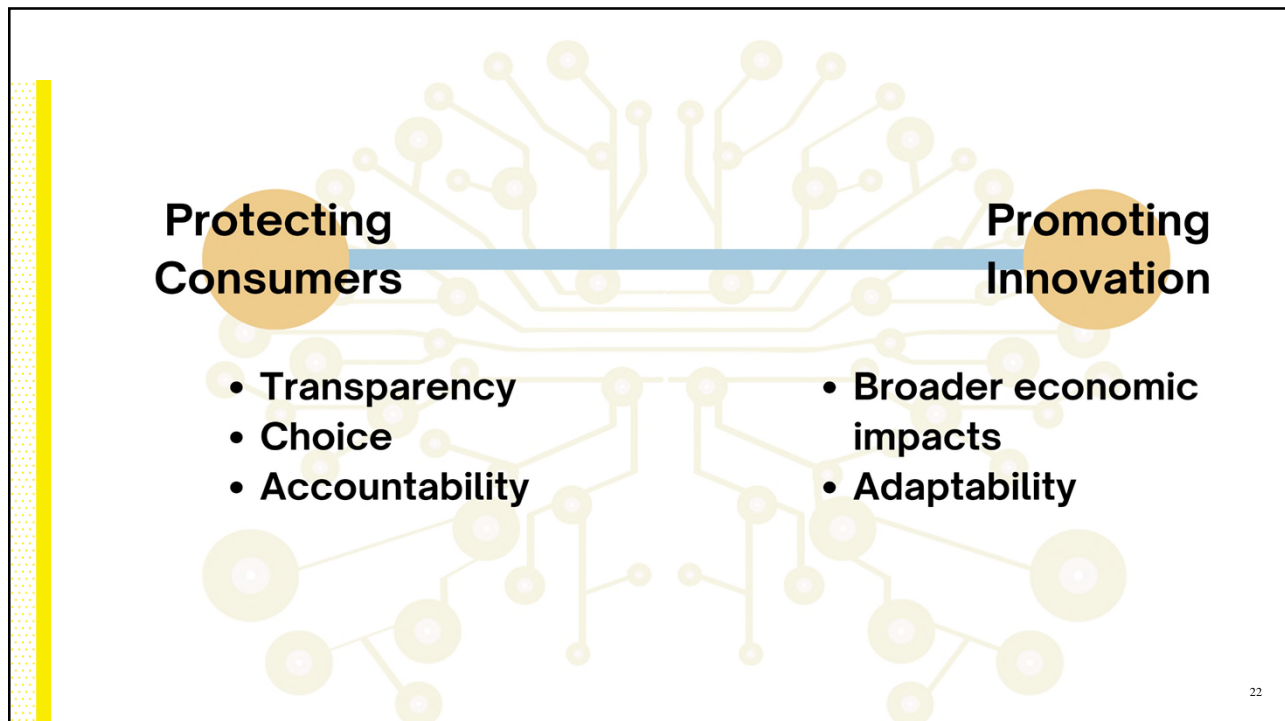 Protecting
Consumers
Promoting
Innovation
• Transparency
• Choice
• Accountability
• Broader economic
impacts
• Adaptability
22